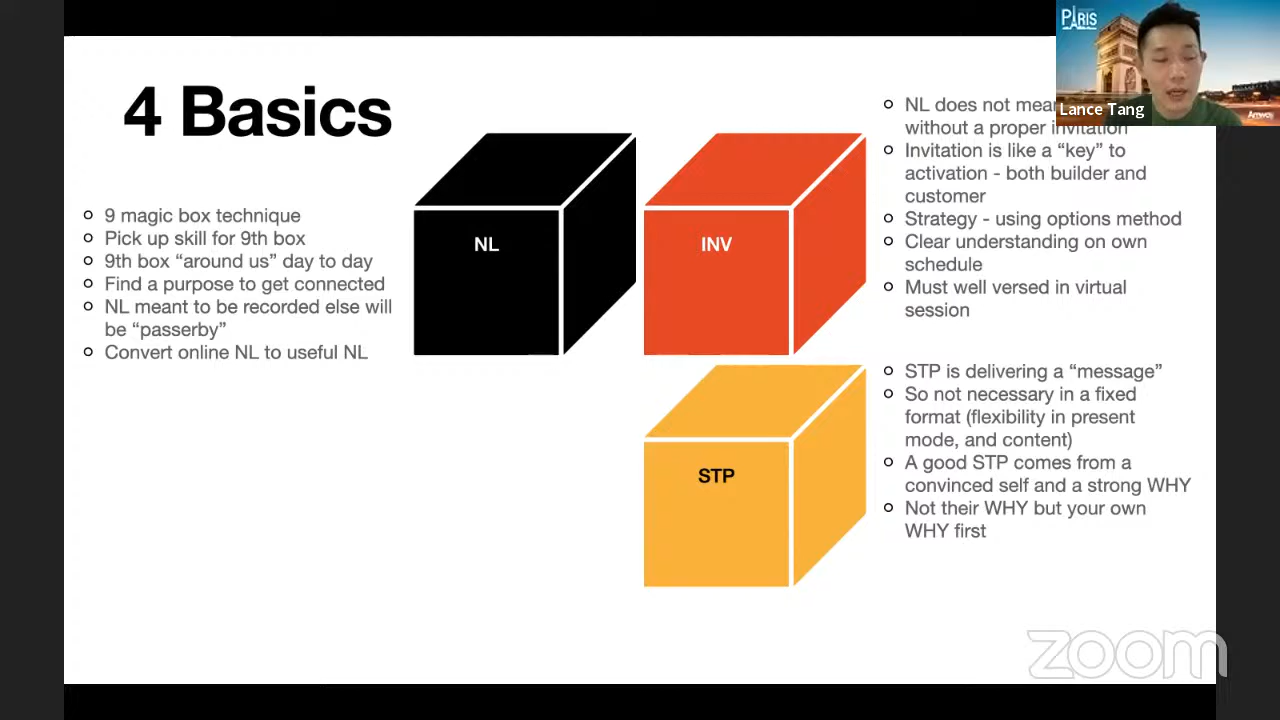 4 Basics
9 magic box technique
Pick up skill for 9th box
9th box “around us” day to day
Find a purpose to get connected
NL meant to be recorded else will
be “passerby”
Convert online NL to useful NL
NL
INV
STP
NL does not mean
without a proper invitation
Invitation is like a “key” to
activation - both builder and
customer
Strategy - using options method
Clear understanding on own
schedule
Must well versed in virtual
session
STP is delivering a “message”
So not necessary in a fixed
format (flexibility in present
mode, and content)
A good STP comes from a
convinced self and a strong WHY
Not their WHY but your own
WHY first
PARIS
Lance Tang
Amway
zoom